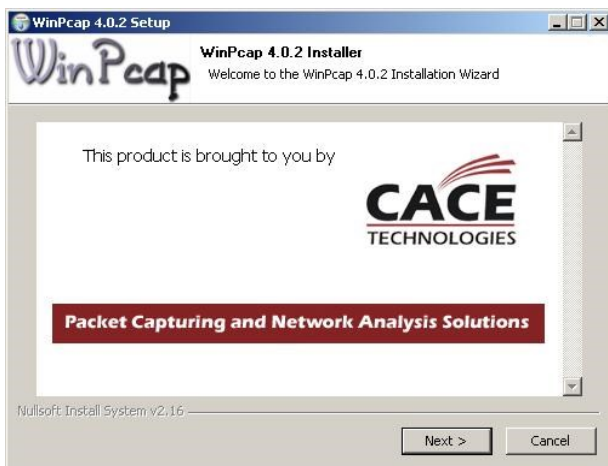 WinPcap 4.0.2 Setup
WinPcap
WinPcap 4.0.2 Installer
Welcome to the WinPcap 4.0.2 Installation Wizard
This product is brought to you by
CACE
TECHNOLOGIES
Packet Capturing and Network Analysis Solutions
Nullsoft Install System v2.16
Next >
Cancel